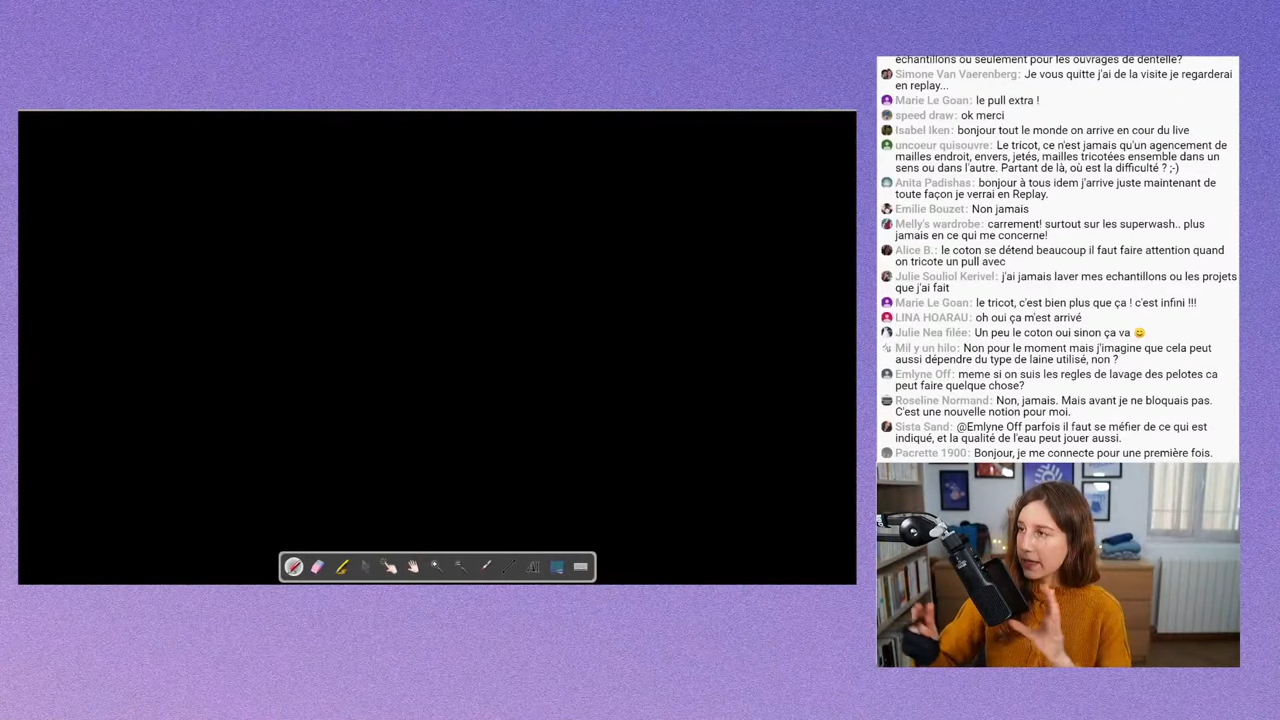 échantillons ou seulement pour les ouvrages de dentelle?
Simone Van Vaerenberg: Je vous quitte j'ai de la visite je regarderai
en replay...
Marie Le Goan: le pull extra !
speed draw: ok merci
Isabel Iken: bonjour tout le monde on arrive en cour du live
uncoeur quisouvre: Le tricot, ce n'est jamais qu'un agencement de
mailles endroit, envers, jetés, mailles tricotées ensemble dans un
sens ou dans l'autre. Partant de là, où est la difficulté ? ;-)
Anita Padishas: bonjour à tous idem j'arrive juste maintenant de
toute façon je verrai en Replay.
Emilie Bouzet: Non jamais
Melly's wardrobe: carrement! surtout sur les superwash.. plus
jamais en ce qui me concerne!
Alice B.: le coton se détend beaucoup il faut faire attention quand
on tricote un pull avec
Julie Souliol Kerivel: j'ai jamais laver mes echantillons ou les projets
que j'ai fait
Marie Le Goan: le tricot, c'est bien plus que ça ! c'est infini !!!
LINA HOARAU: oh oui ça m'est arrivé
Julie Nea filée: Un peu le coton oui sinon ça va 😊
Mil y un hilo: Non pour le moment mais j'imagine que cela peut
aussi dépendre du type de laine utilisé, non ?
Emlyne Off: meme si on suis les regles de lavage des pelotes ca
peut faire quelque chose?
Roseline Normand: Non, jamais. Mais avant je ne bloquais pas.
C'est une nouvelle notion pour moi.
Sista Sand: @Emlyne Off parfois il faut se méfier de ce qui est
indiqué, et la qualité de l'eau peut jouer aussi.
Pacrette 1900: Bonjour, je me connecte pour une première fois.